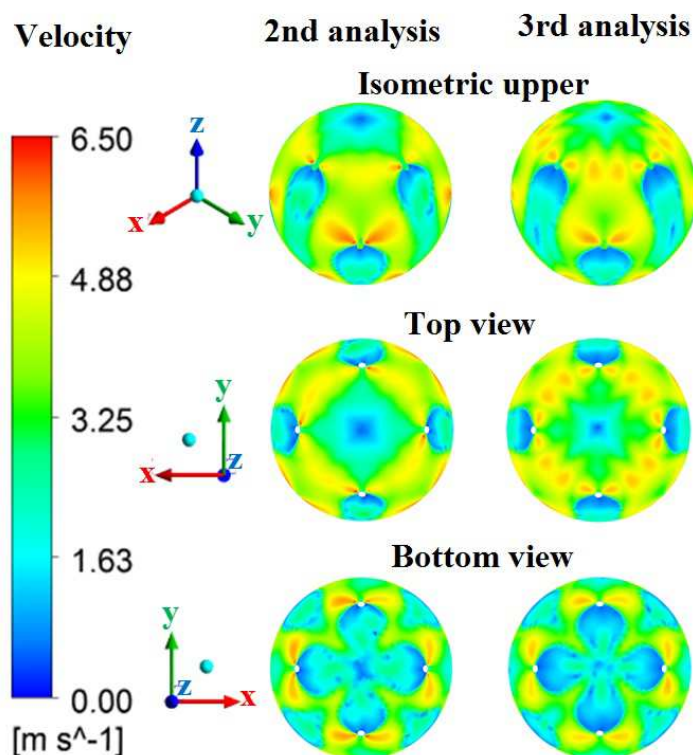 Velocity 2nd analysis 3rd analysis
Isometric upper
6.50
z
x y
4.88
Top view
y
3.25
x z
Bottom view
1.63
y
z
x
0.00
[m s^-1]